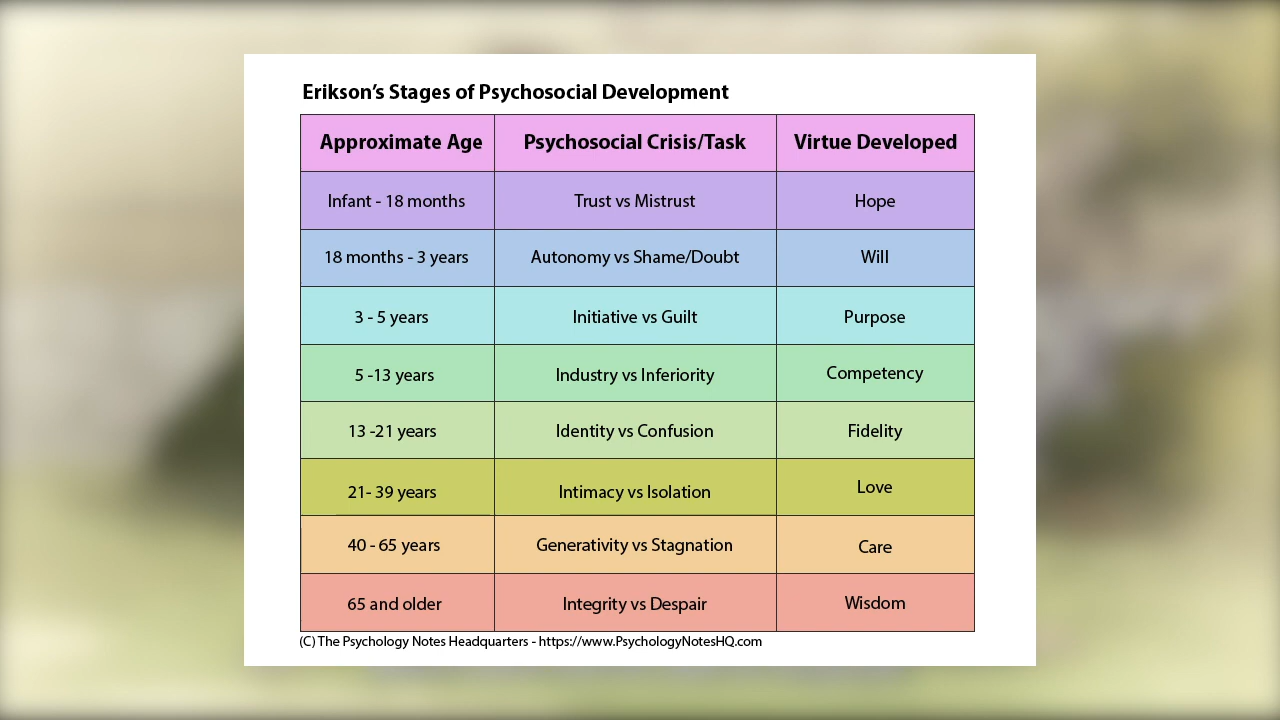 Erikson's Stages of Psychosocial Development
Approximate Age Psychosocial Crisis/Task Virtue Developed
Infant - 18 months Trust vs Mistrust Hope
18 months - 3 years Autonomy vs Shame/Doubt Will
3 - 5 years Initiative vs Guilt Purpose
5 -13 years Industry vs Inferiority Competency
13 -21 years Identity vs Confusion Fidelity
21- 39 years Intimacy vs Isolation Love
40 - 65 years Generativity vs Stagnation Care
65 and older Integrity vs Despair Wisdom
(C) The Psychology Notes Headquarters - https://www.PsychologyNotesHQ.com